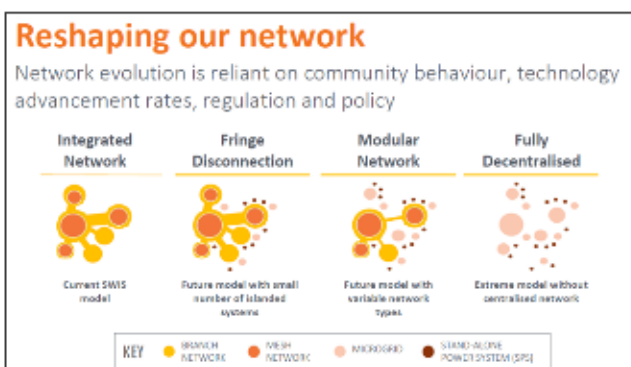 Reshaping our network
Network evolution is reliant on community behaviour, technology
advancement rates, regulation and policy
Integrated
Network
Current SWIS
model
Fringe
Disconnection
Future model with small
number of islanded
systems
Modular
Network
Future model with
variable network
types
Fully
Decentralised
Extreme model without
centralised network
KEY
BRANCH
NETWORK
MESH
NETWORK
MICROGRID
STAND-ALONE
POWER SYSTEM (SPS)